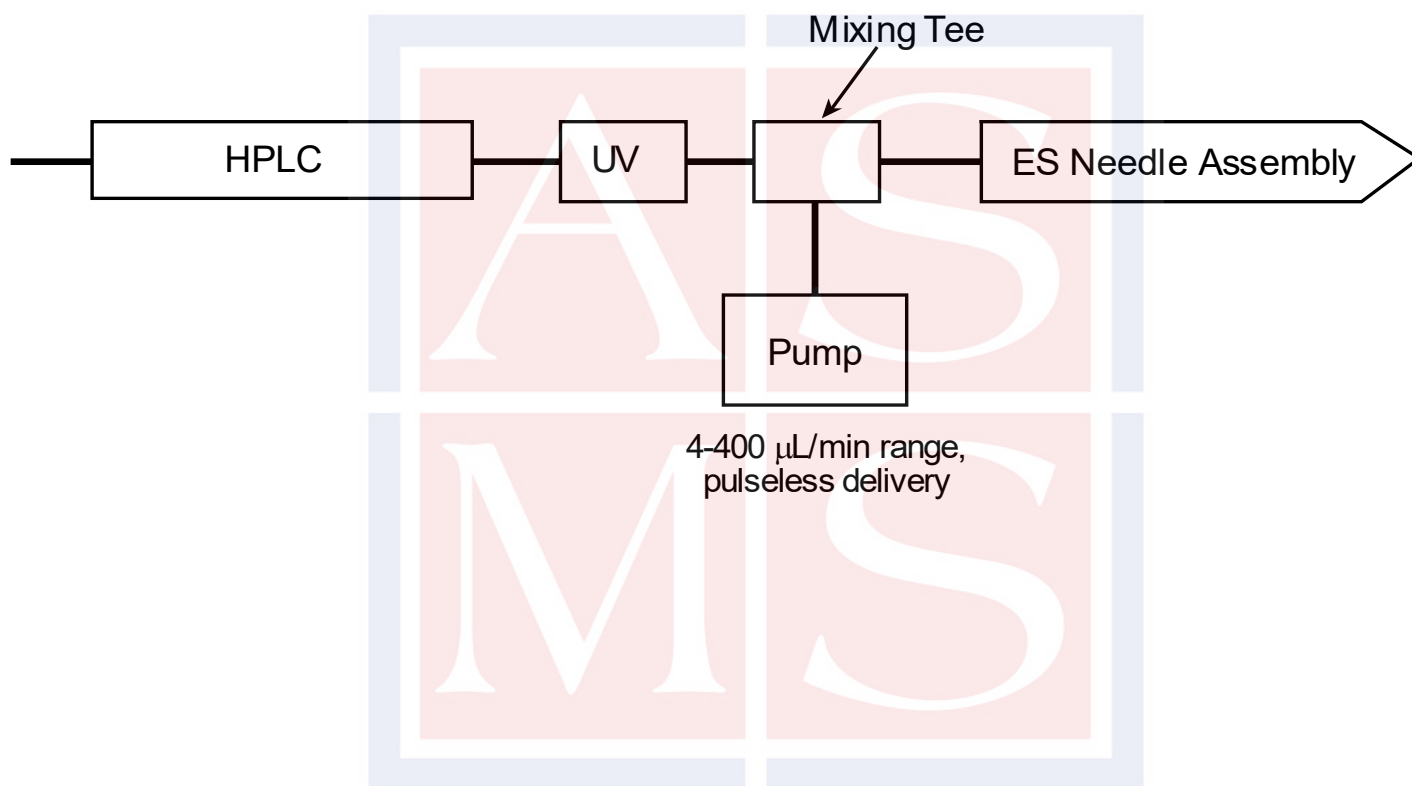 Mixing Tee
HPLC
UV
ES Needle Assembly
Pump
4-400 μL/min range,
pulseless delivery
A S
M S